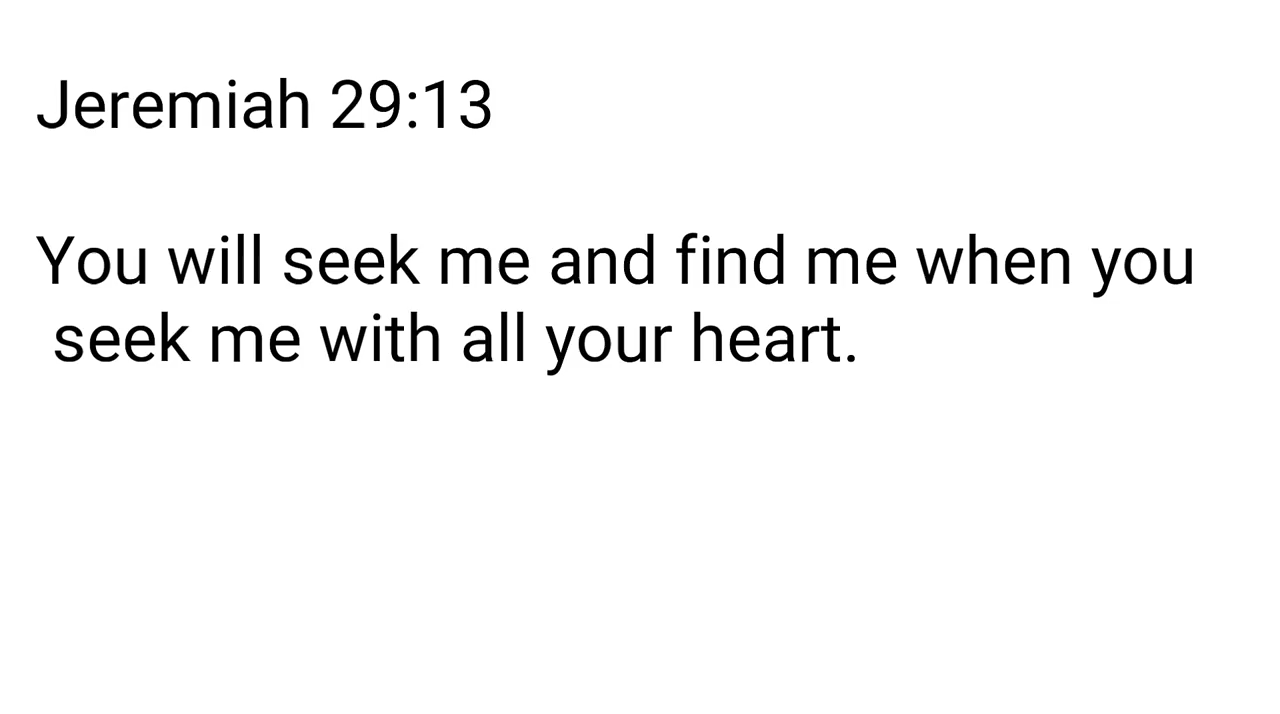 Jeremiah 29:13
You will seek me and find me when you
seek me with all your heart.